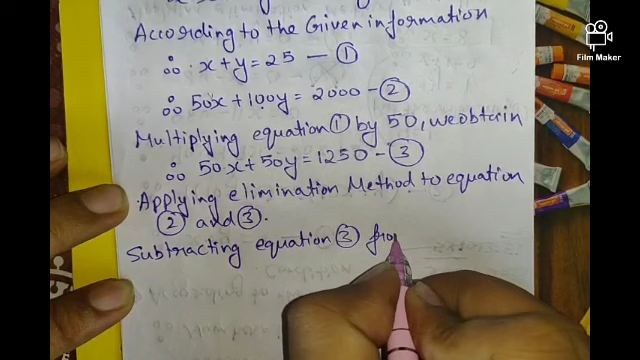 According to the Given information
∴ x+y=25 — ①
∴ 50x+100y=2000-②
Multiplying equation ① by 50, we obtain
∴ 50x+50y=1250-③
Applying elimination Method to equation
② and ③.
Subtracting equation ③ fro
Film Maker